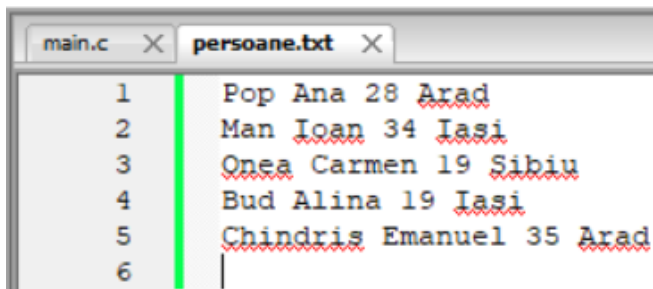 main.c persoane.txt
1 Pop Ana 28 Arad
2 Man Ioan 34 Iasi
3 Onea Carmen 19 Sibiu
4 Bud Alina 19 Iasi
5 Chindris Emanuel 35 Arad
6